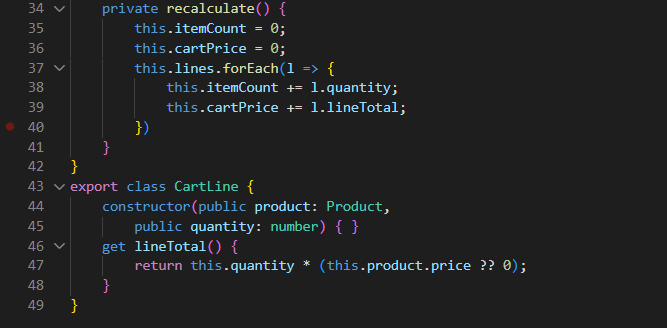 34 private recalculate() {
35 this.itemCount = 0;
36 this.cartPrice = 0;
37 this.lines.forEach(l => {
38 this.itemCount += l.quantity;
39 this.cartPrice += l.lineTotal;
40 })
41 }
42 }
43 export class CartLine {
44 constructor(public product: Product,
45 public quantity: number) { }
46 get lineTotal() {
47 return this.quantity * (this.product.price ?? 0);
48 }
49 }